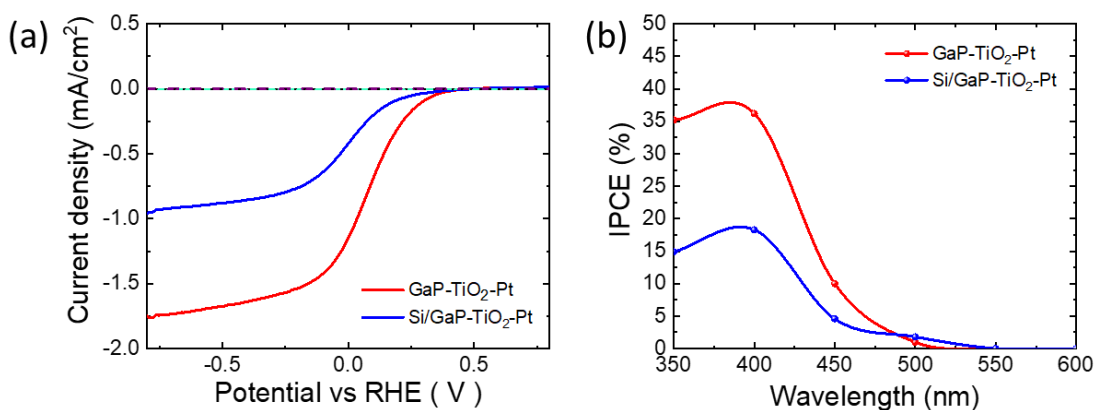 (a)
Current density (mA/cm²)
0.5
0.0
-0.5
-1.0
-1.5
-2.0
GaP-TiO₂-Pt
Si/GaP-TiO₂-Pt
-0.5 0.0 0.5
Potential vs RHE ( V )
(b)
IPCE (%)
50
45
40
35
30
25
20
15
10
5
0
GaP-TiO₂-Pt
Si/GaP-TiO₂-Pt
350 400 450 500 550 600
Wavelength (nm)